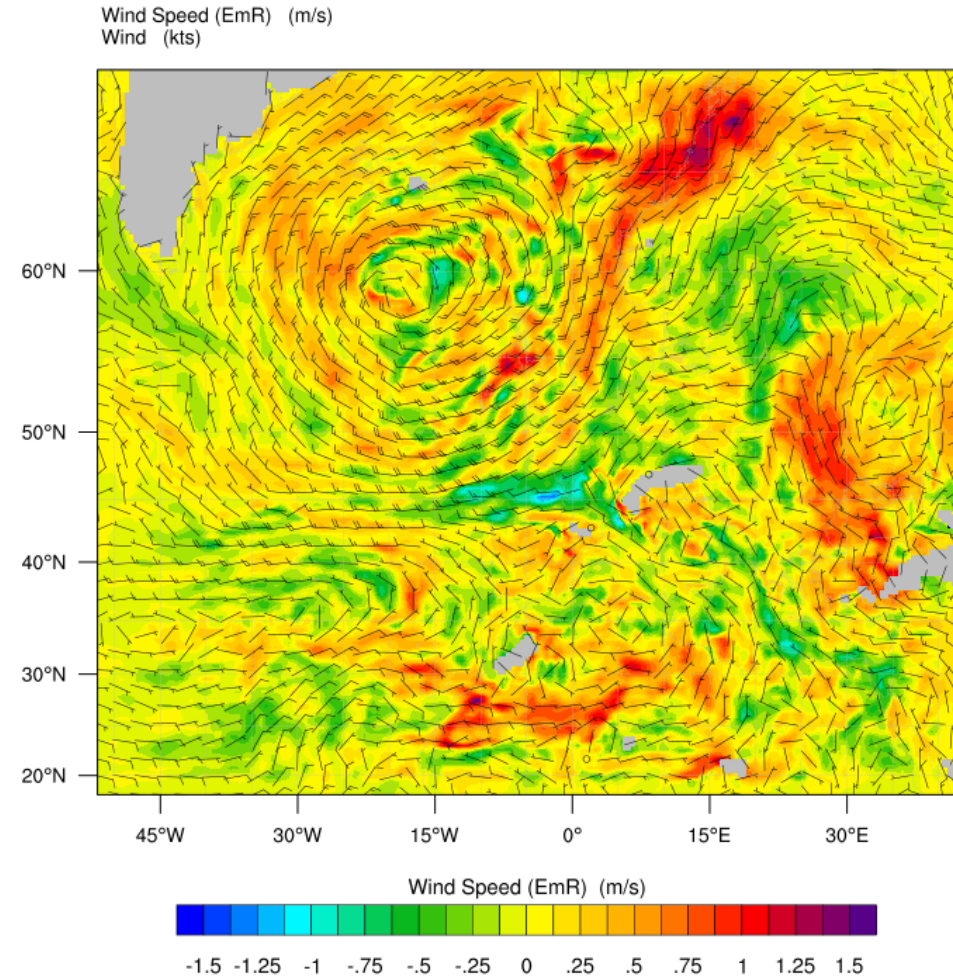 Wind Speed (EmR) (m/s)
Wind (kts)
60°N
50°N
40°N
30°N
20°N
45°W 30°W 15°W 0° 15°E 30°E
Wind Speed (EmR) (m/s)
-1.5 -1.25 -1 -.75 -.5 -.25 0 .25 .5 .75 1 1.25 1.5